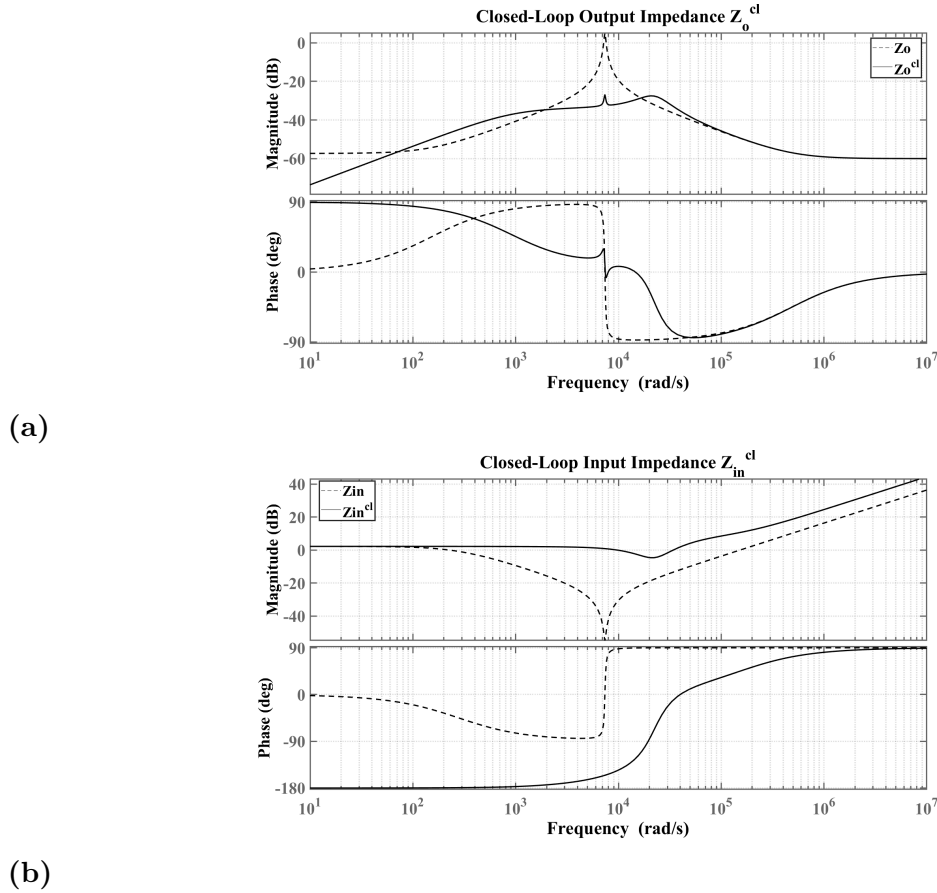 Closed-Loop Output Impedance Z_o^cl
0
-20
-40
-60
Magnitude (dB)
Zo
Zo^cl
90
0
-90
Phase (deg)
10^1 10^2 10^3 10^4 10^5 10^6 10^7
Frequency (rad/s)
(a)
Closed-Loop Input Impedance Z_in^cl
40
20
0
-20
-40
Magnitude (dB)
Zin
Zin^cl
90
0
-90
-180
Phase (deg)
10^1 10^2 10^3 10^4 10^5 10^6 10^7
Frequency (rad/s)
(b)